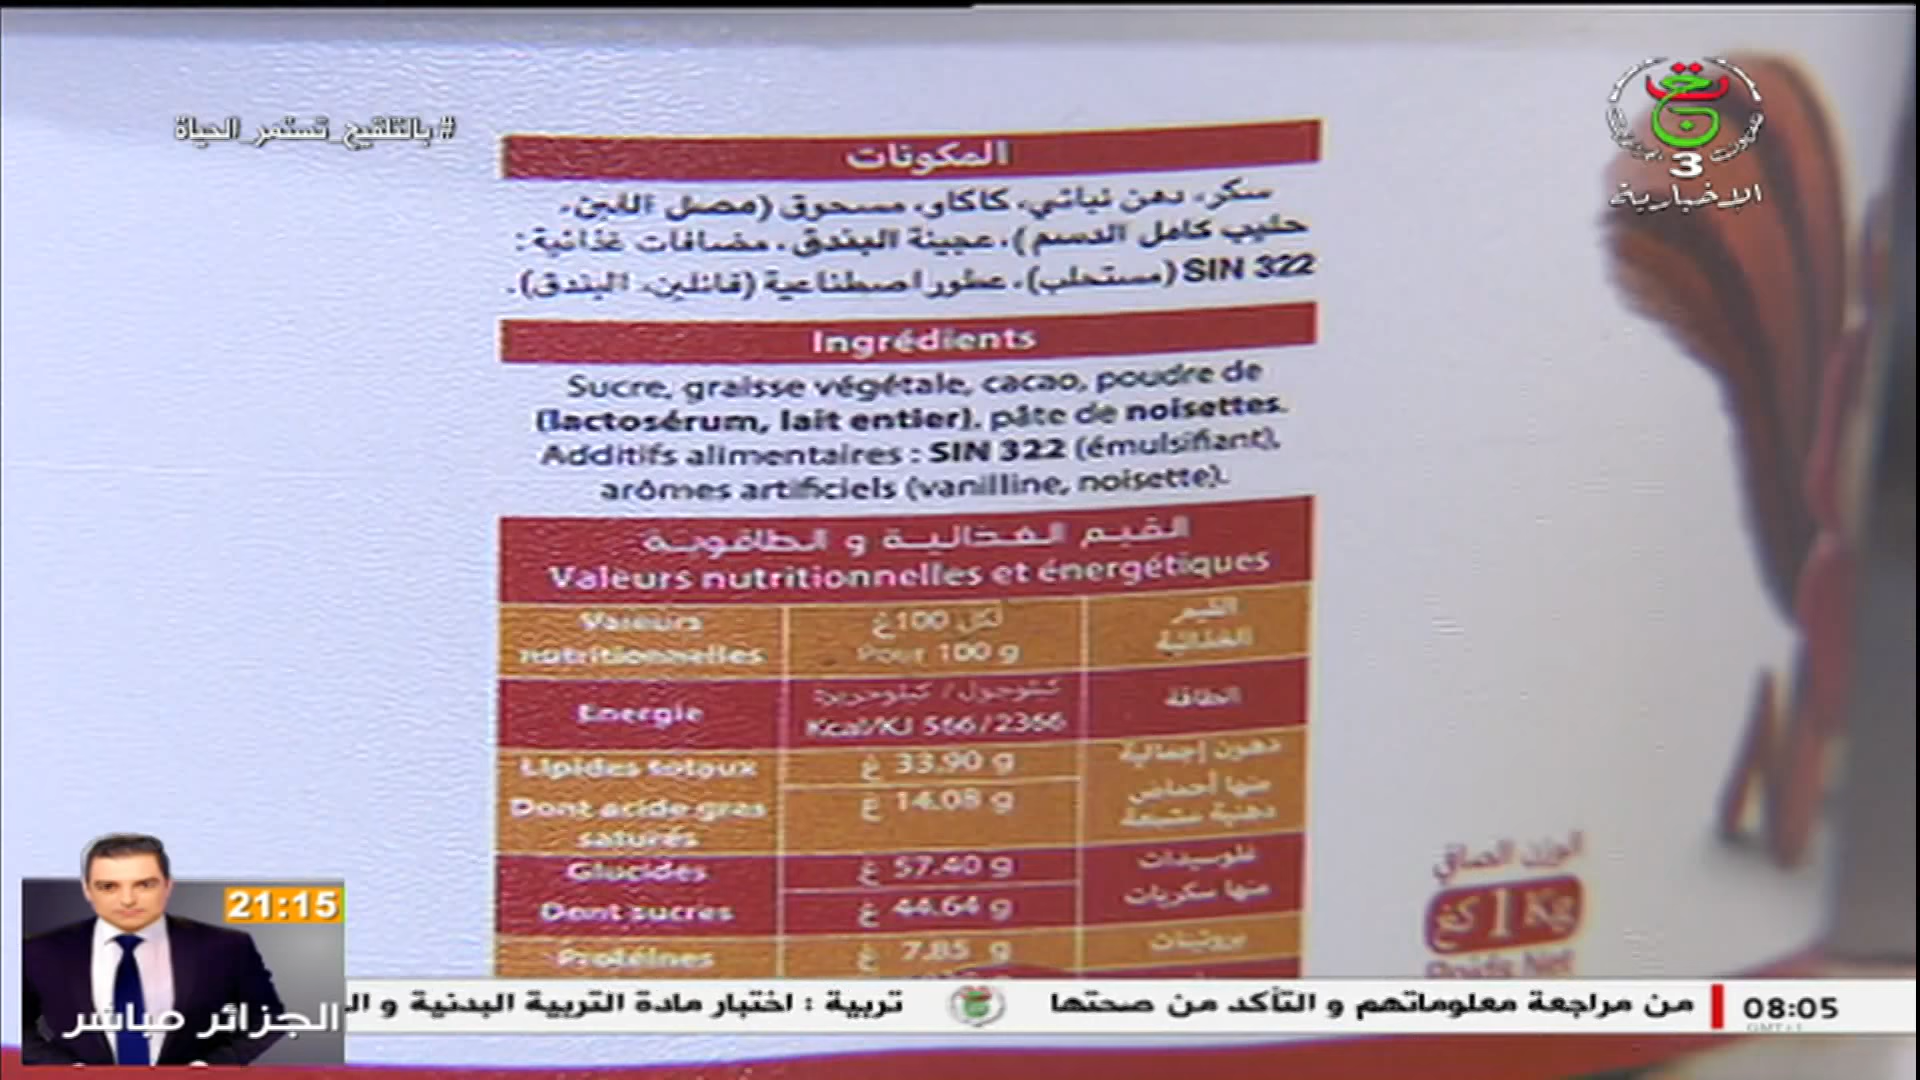 #بالتلقيح_تستمر_الحياة
3
الإخبارية
المكونات
سكر، دهن نباتي، كاكاو، مسحوق (مصل اللبن،
حليب كامل الدسم)، عجينة البندق، مضافات غذائية:
SIN 322 (مستحلب)، عطور اصطناعية (فانلين، البندق).
Ingrédients
Sucre, graisse végétale, cacao, poudre de
(lactosérum, lait entier), pâte de noisettes.
Additifs alimentaires : SIN 322 (émulsifiant),
arômes artificiels (vanilline, noisette).
القيم الغذائية و الطاقوية
Valeurs nutritionnelles et énergétiques
Valeurs nutritionnelles
لكل 100غ
Pour 100 g
القيم الغذائية
Energie
Kcal/KJ 566/2366
الطاقة
Lipides totaux
33.90 g غ
دهون إجمالية
Dont acide gras saturés
14.08 g غ
منها أحماض دهنية مشبعة
Glucides
57.40 g غ
غلوسيدات
Dont sucres
44.64 g غ
منها سكريات
Protéines
7.85 g غ
بروتينات
الوزن الصافي
1 Kg كغ
Poids Net
21:15
الجزائر مباشر
من مراجعة معلوماتهم و التأكد من صحتها
تربية : اختبار مادة التربية البدنية و ال
08:05
GMT+1